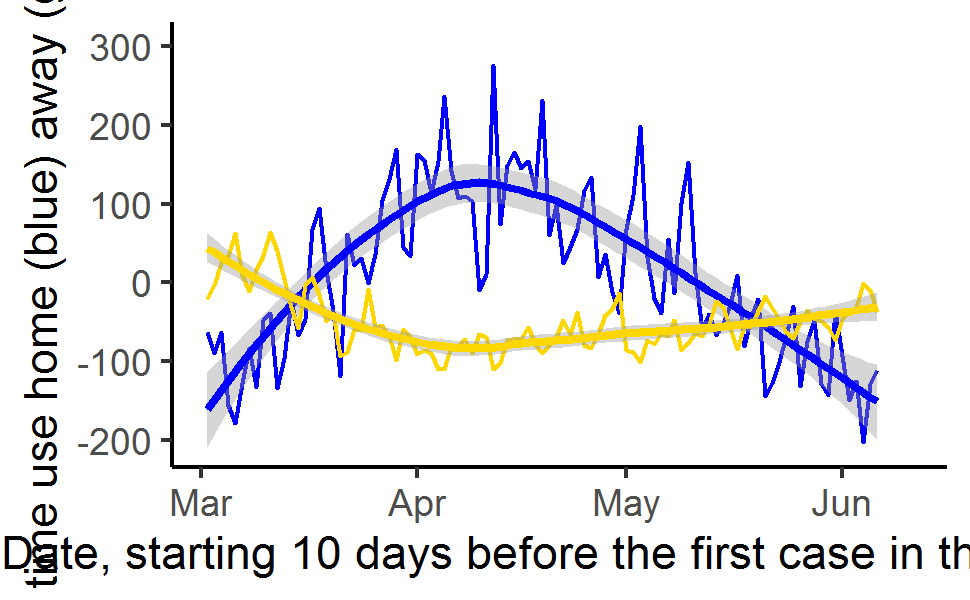 time use home (blue) away (
300
200
100
0
-100
-200
Mar Apr May Jun
Date, starting 10 days before the first case in th